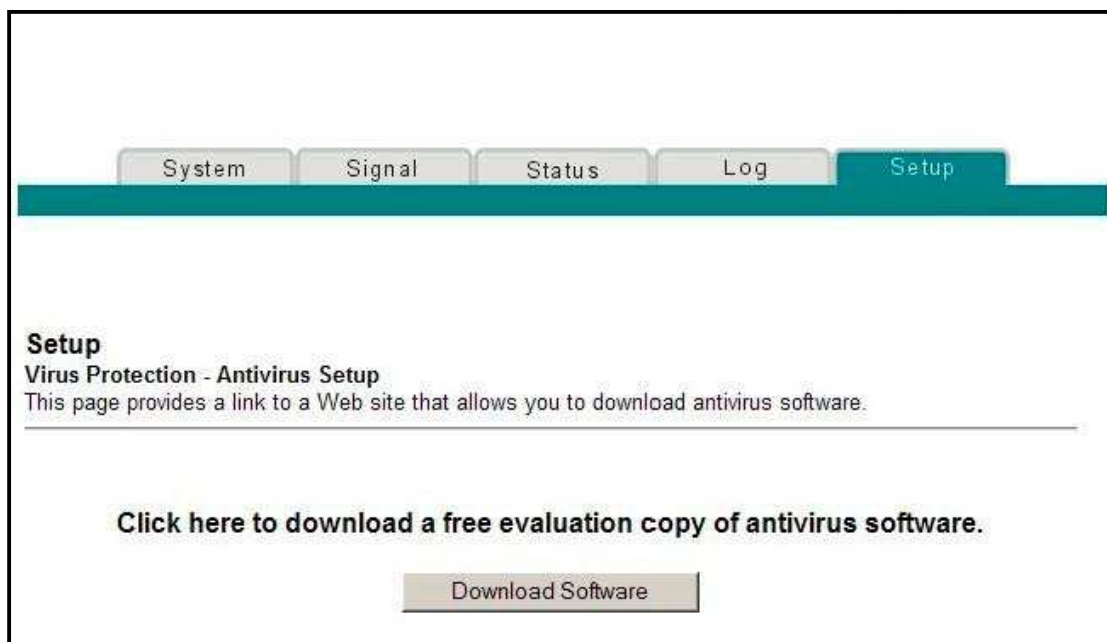 System Signal Status Log Setup
Setup
Virus Protection - Antivirus Setup
This page provides a link to a Web site that allows you to download antivirus software.
Click here to download a free evaluation copy of antivirus software.
Download Software